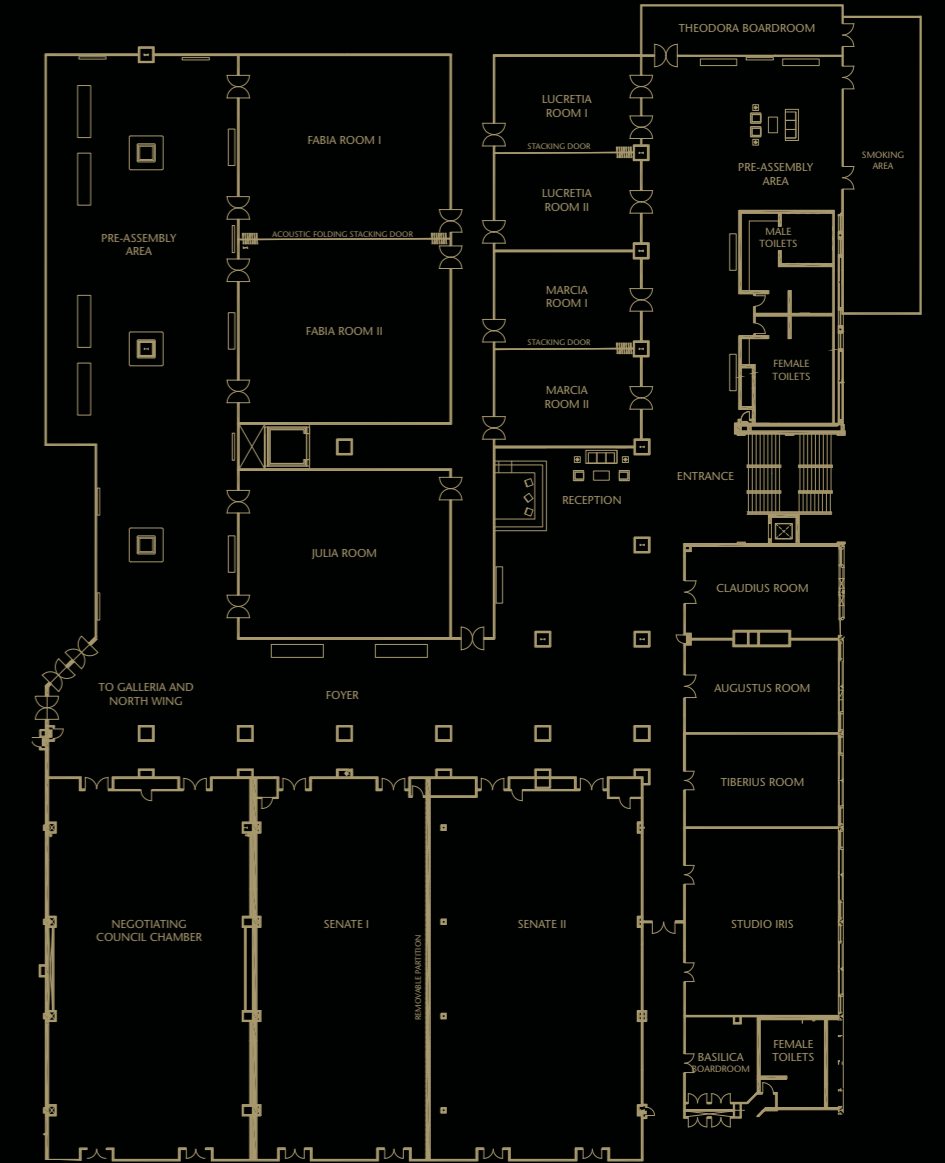 THEODORA BOARDROOM
LUCRETIA
ROOM I
FABIA ROOM I
STACKING DOOR
PRE-ASSEMBLY
AREA
SMOKING
AREA
LUCRETIA
ROOM II
PRE-ASSEMBLY
AREA
ACOUSTIC FOLDING STACKING DOOR
MALE
TOILETS
MARCIA
ROOM I
FABIA ROOM II
STACKING DOOR
FEMALE
TOILETS
MARCIA
ROOM II
ENTRANCE
RECEPTION
JULIA ROOM
CLAUDIUS ROOM
TO GALLERIA AND
NORTH WING
FOYER
AUGUSTUS ROOM
TIBERIUS ROOM
NEGOTIATING
COUNCIL CHAMBER
SENATE I
REMOVABLE PARTITION
SENATE II
STUDIO IRIS
BASILICA
BOARDROOM
FEMALE
TOILETS